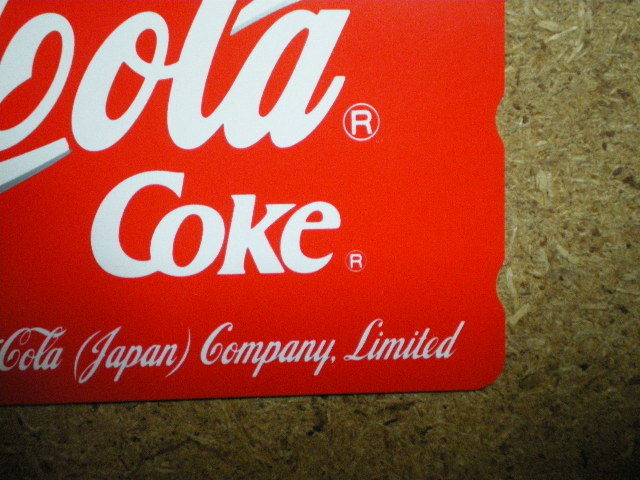 Cola ®
Coke ®
Cola (Japan) Company, Limited